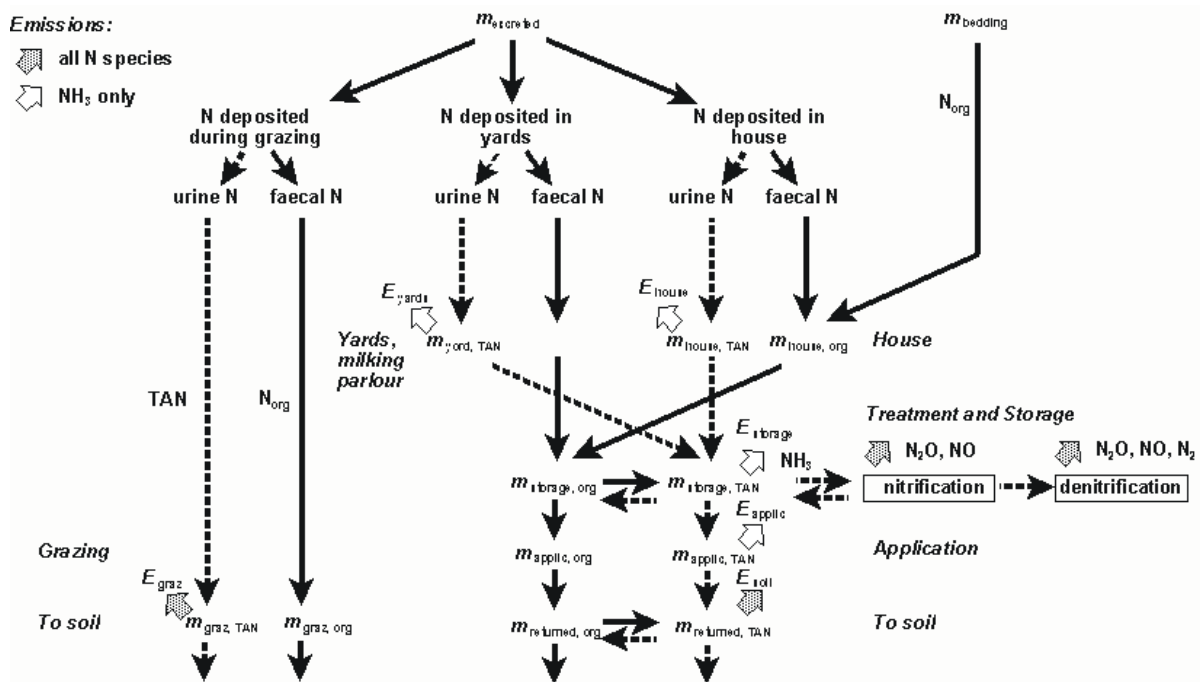 Emissions:
all N species
NH₃ only
m excreted
m bedding
N deposited
during grazing
N deposited in
yards
N deposited in
house
N org
urine N
faecal N
urine N
faecal N
urine N
faecal N
E yards
E house
m yard, TAN
m house, TAN
m house, org
House
Yards,
milking
parlour
TAN
N org
Treatment and Storage
E storage
NH₃
N₂O, NO
N₂O, NO, N₂
m storage, org
m storage, TAN
nitrification
denitrification
E applic
Grazing
m applic, org
m applic, TAN
Application
E graz
E soil
To soil
m graz, TAN
m graz, org
m returned, org
m returned, TAN
To soil